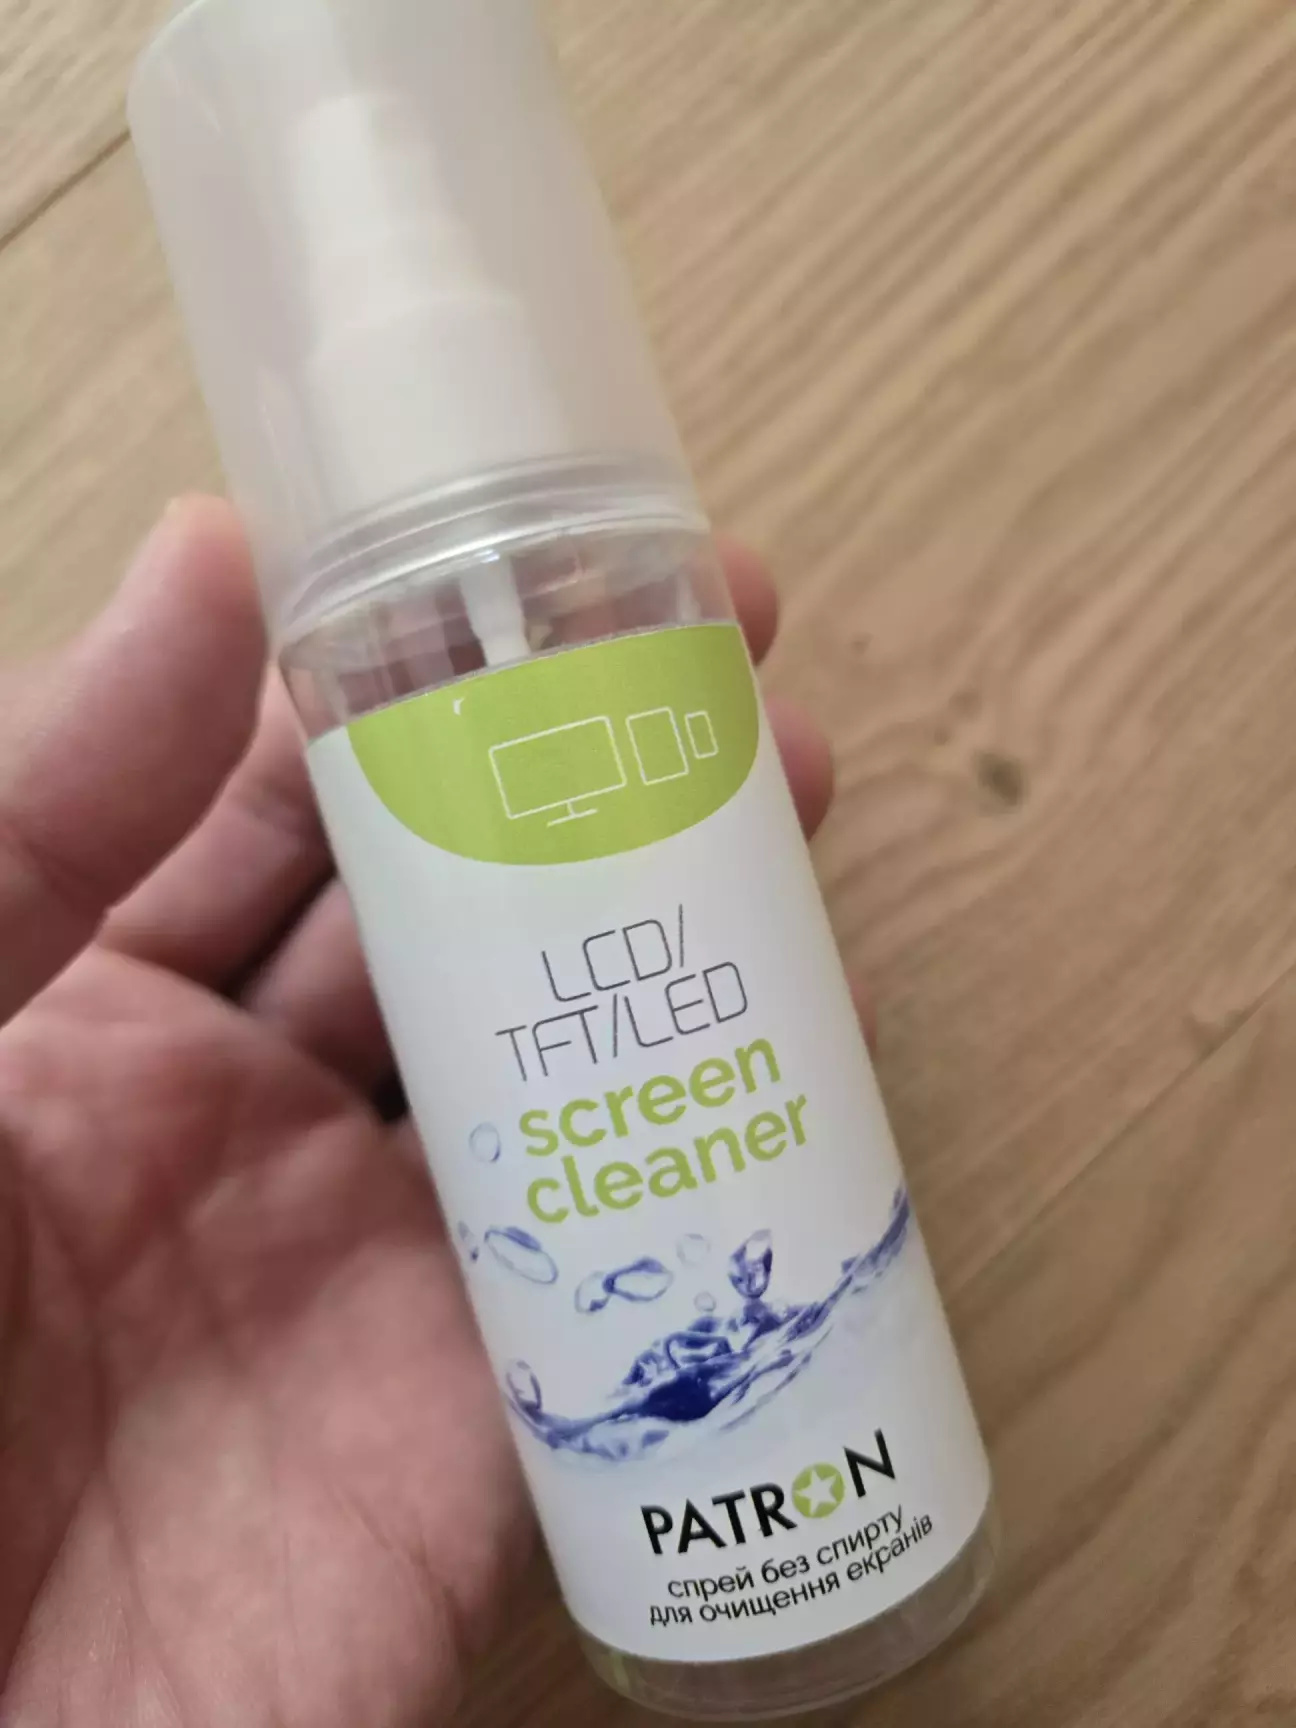 LCD/
TFT/LED
screen
cleaner
PATRON
спрей без спирту
для очищення екранів